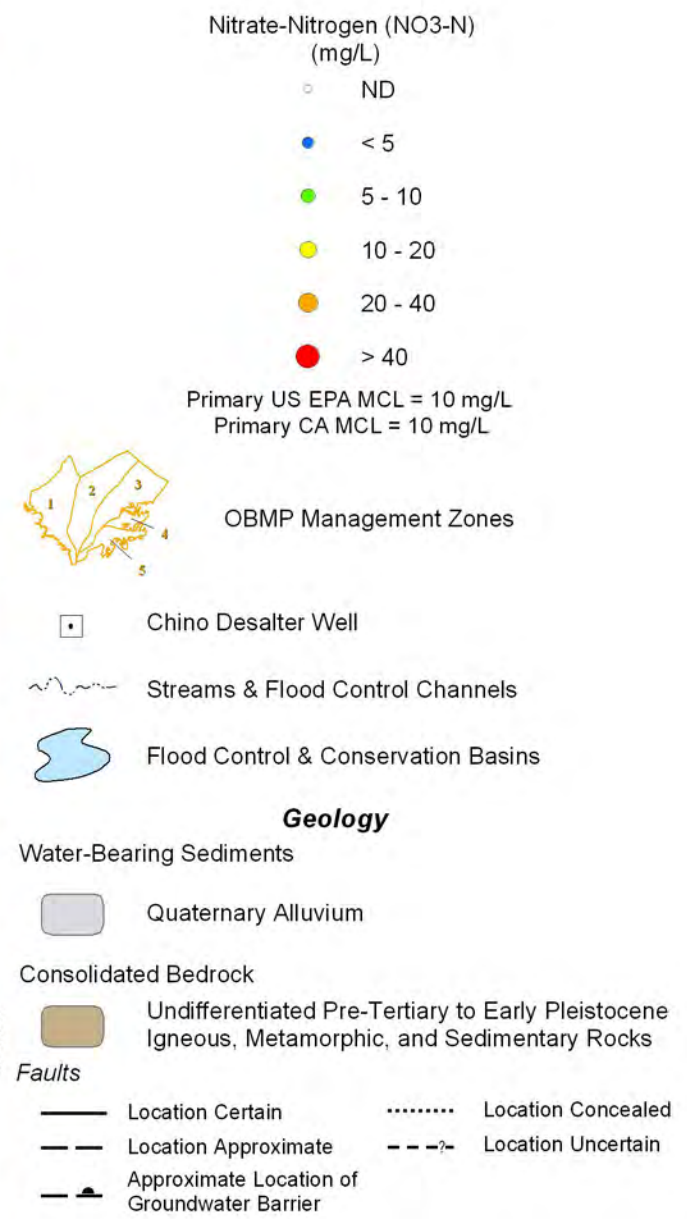 Nitrate-Nitrogen (NO3-N)
(mg/L)
ND
< 5
5 - 10
10 - 20
20 - 40
> 40
Primary US EPA MCL = 10 mg/L
Primary CA MCL = 10 mg/L
1
2
3
4
5
OBMP Management Zones
Chino Desalter Well
Streams & Flood Control Channels
Flood Control & Conservation Basins
Geology
Water-Bearing Sediments
Quaternary Alluvium
Consolidated Bedrock
Undifferentiated Pre-Tertiary to Early Pleistocene
Igneous, Metamorphic, and Sedimentary Rocks
Faults
Location Certain
Location Concealed
Location Approximate
?
Location Uncertain
Approximate Location of
Groundwater Barrier